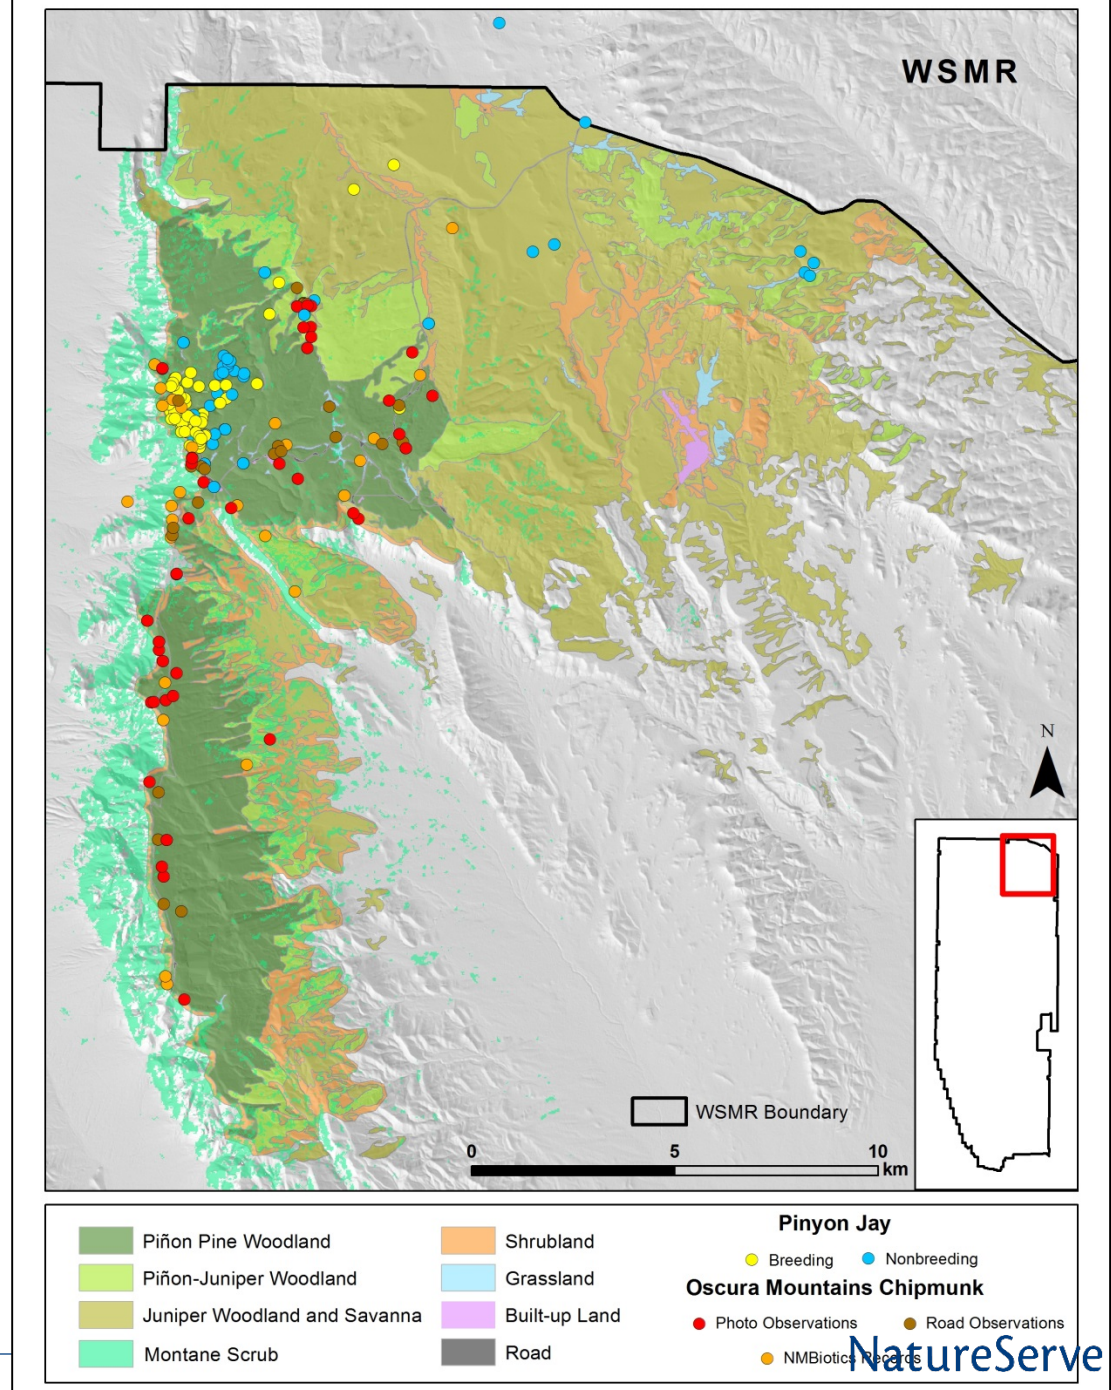 WSMR
N
WSMR Boundary
0 5 10
km
Pinyon Jay
Piñon Pine Woodland
Shrubland
Breeding
Nonbreeding
Piñon-Juniper Woodland
Grassland
Oscura Mountains Chipmunk
Juniper Woodland and Savanna
Built-up Land
Photo Observations
Road Observations
Montane Scrub
Road
NMBiotics Records
NatureServe